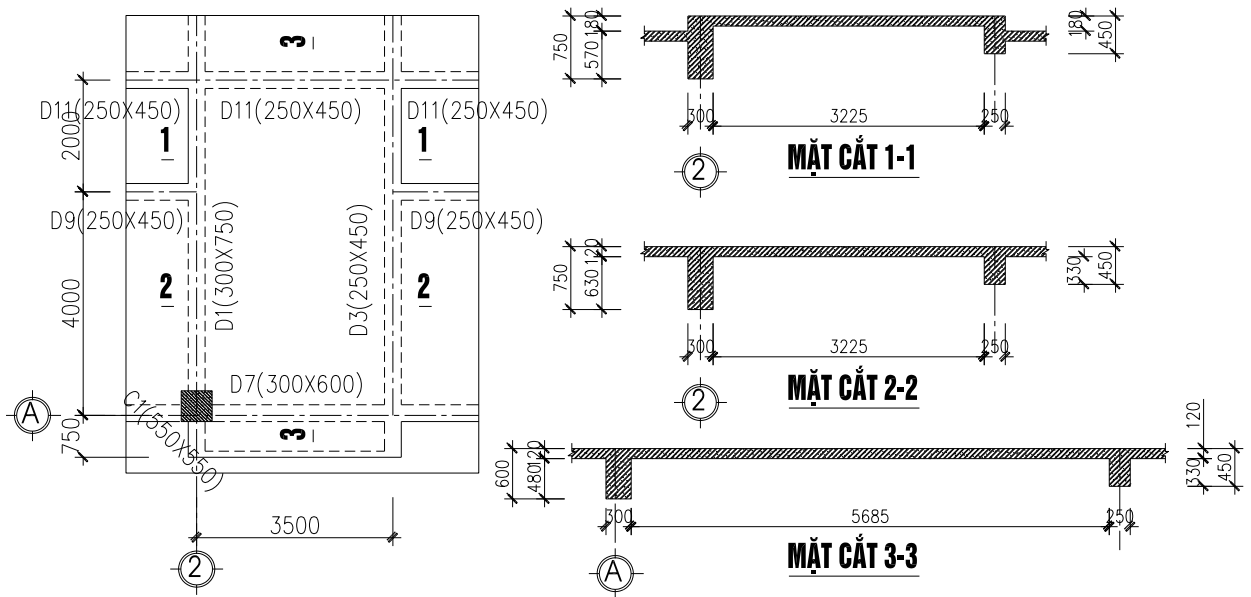 3
D11(250X450)
D11(250X450)
D11(250X450)
1
1
2000
D9(250X450)
D9(250X450)
D1(300X750)
D3(250X450)
2
2
4000
D7(300X600)
A
C1(550X550)
750
3
3500
2
750
180
570
180
450
300
3225
250
2
MẶT CẮT 1-1
750
120
630
330
450
300
3225
250
2
MẶT CẮT 2-2
600
120
480
120
330
450
300
5685
250
A
MẶT CẮT 3-3